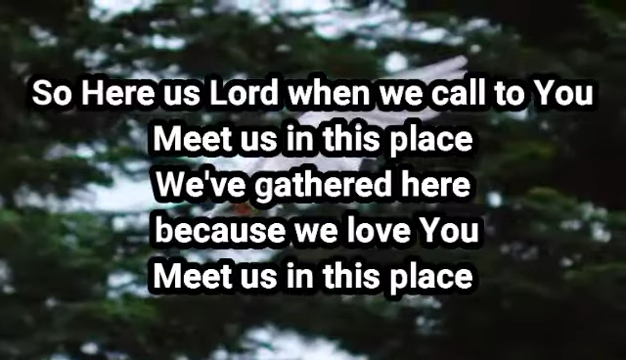 So Here us Lord when we call to You
Meet us in this place
We've gathered here
because we love You
Meet us in this place